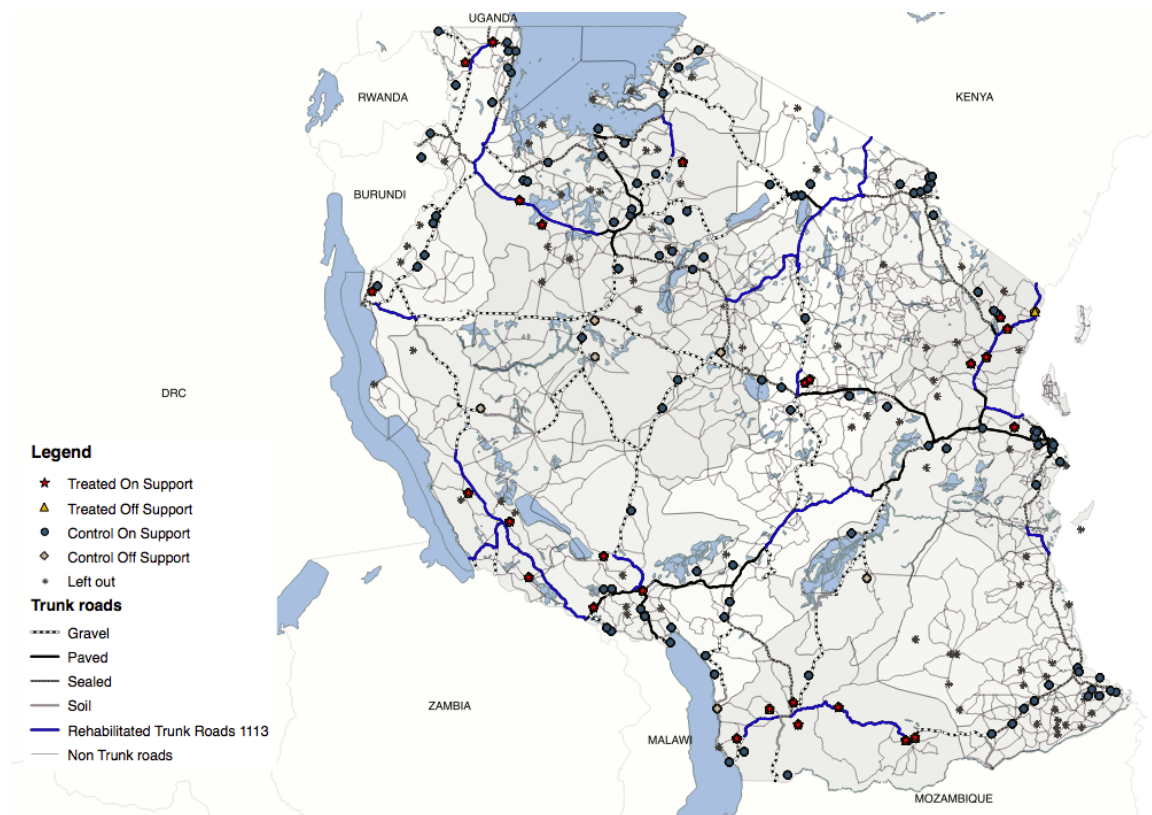 UGANDA
RWANDA
KENYA
BURUNDI
DRC
Legend
Treated On Support
Treated Off Support
Control On Support
Control Off Support
Left out
Trunk roads
Gravel
Paved
Sealed
Soil
Rehabilitated Trunk Roads 1113
Non Trunk roads
ZAMBIA
MALAWI
MOZAMBIQUE